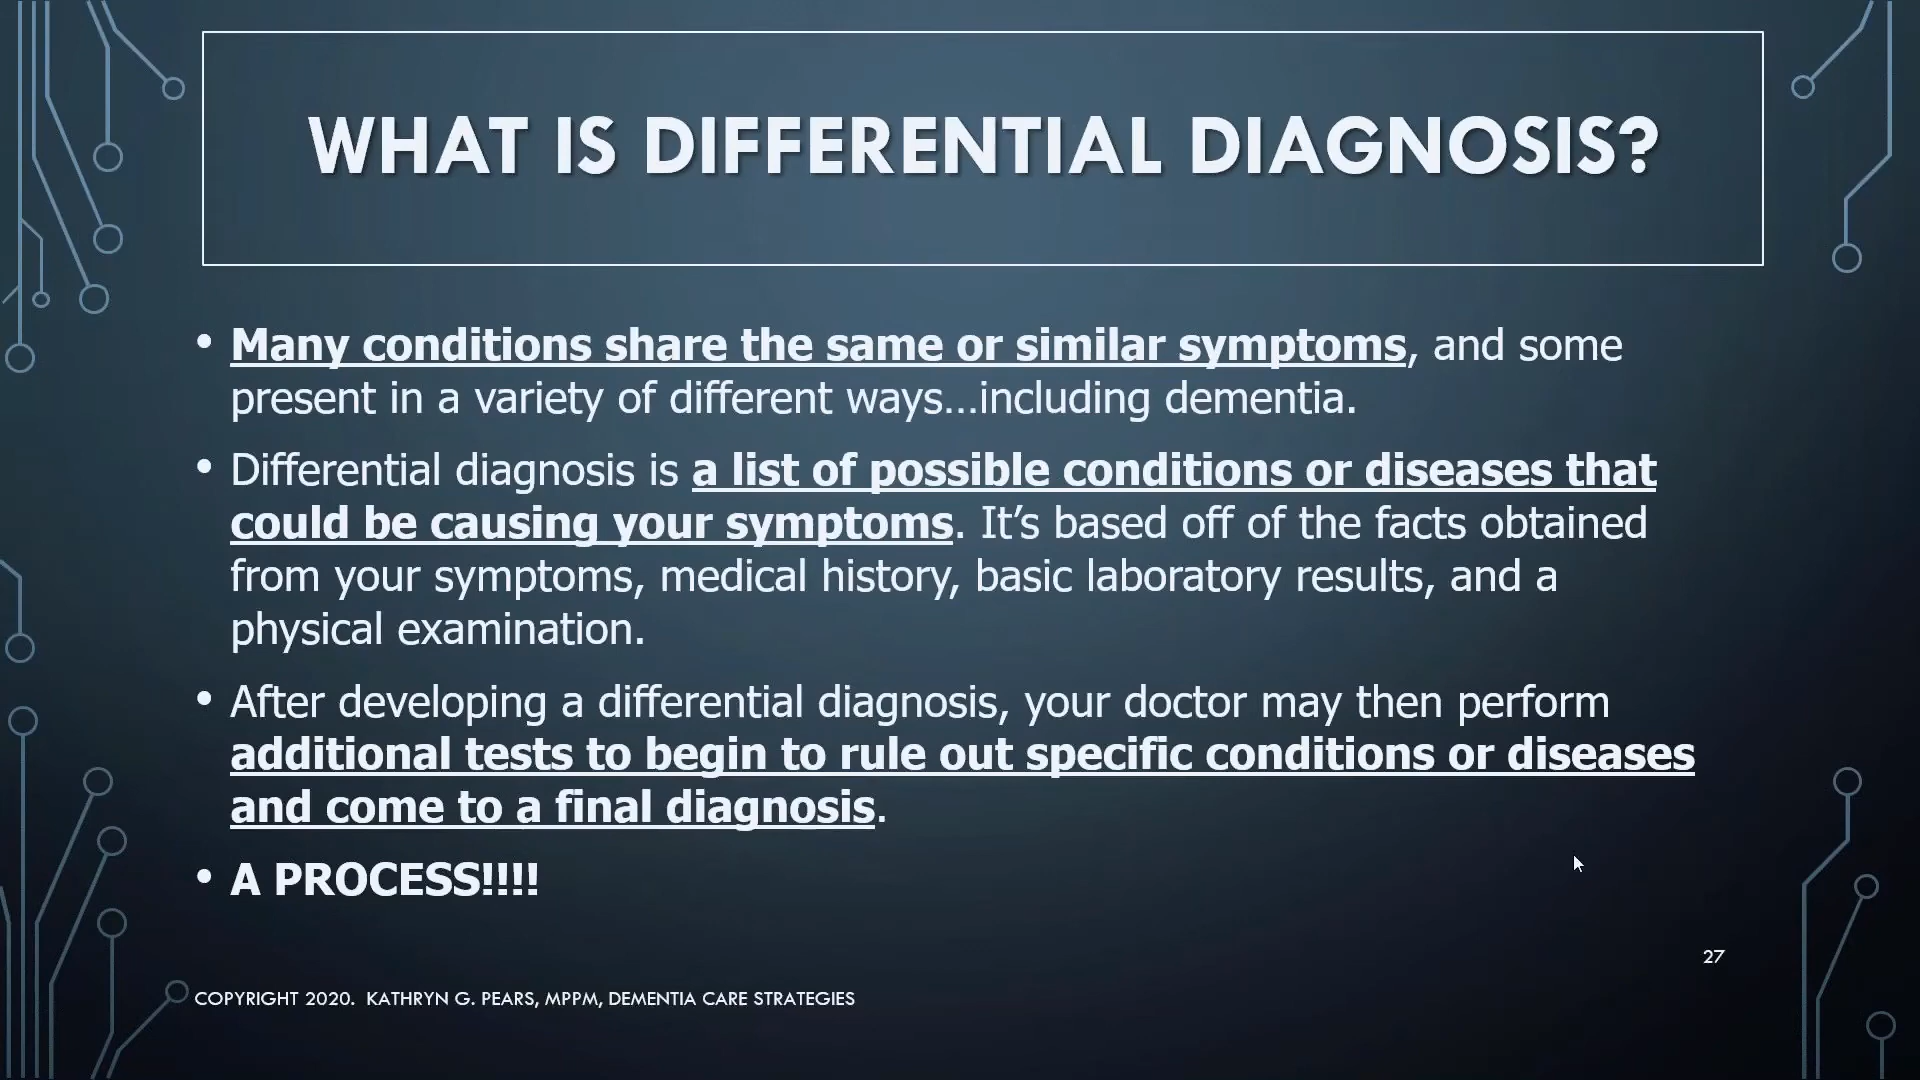 WHAT IS DIFFERENTIAL DIAGNOSIS?
• Many conditions share the same or similar symptoms, and some
present in a variety of different ways...including dementia.
• Differential diagnosis is a list of possible conditions or diseases that
could be causing your symptoms. It’s based off of the facts obtained
from your symptoms, medical history, basic laboratory results, and a
physical examination.
• After developing a differential diagnosis, your doctor may then perform
additional tests to begin to rule out specific conditions or diseases
and come to a final diagnosis.
• A PROCESS!!!!
27
COPYRIGHT 2020. KATHRYN G. PEARS, MPPM, DEMENTIA CARE STRATEGIES